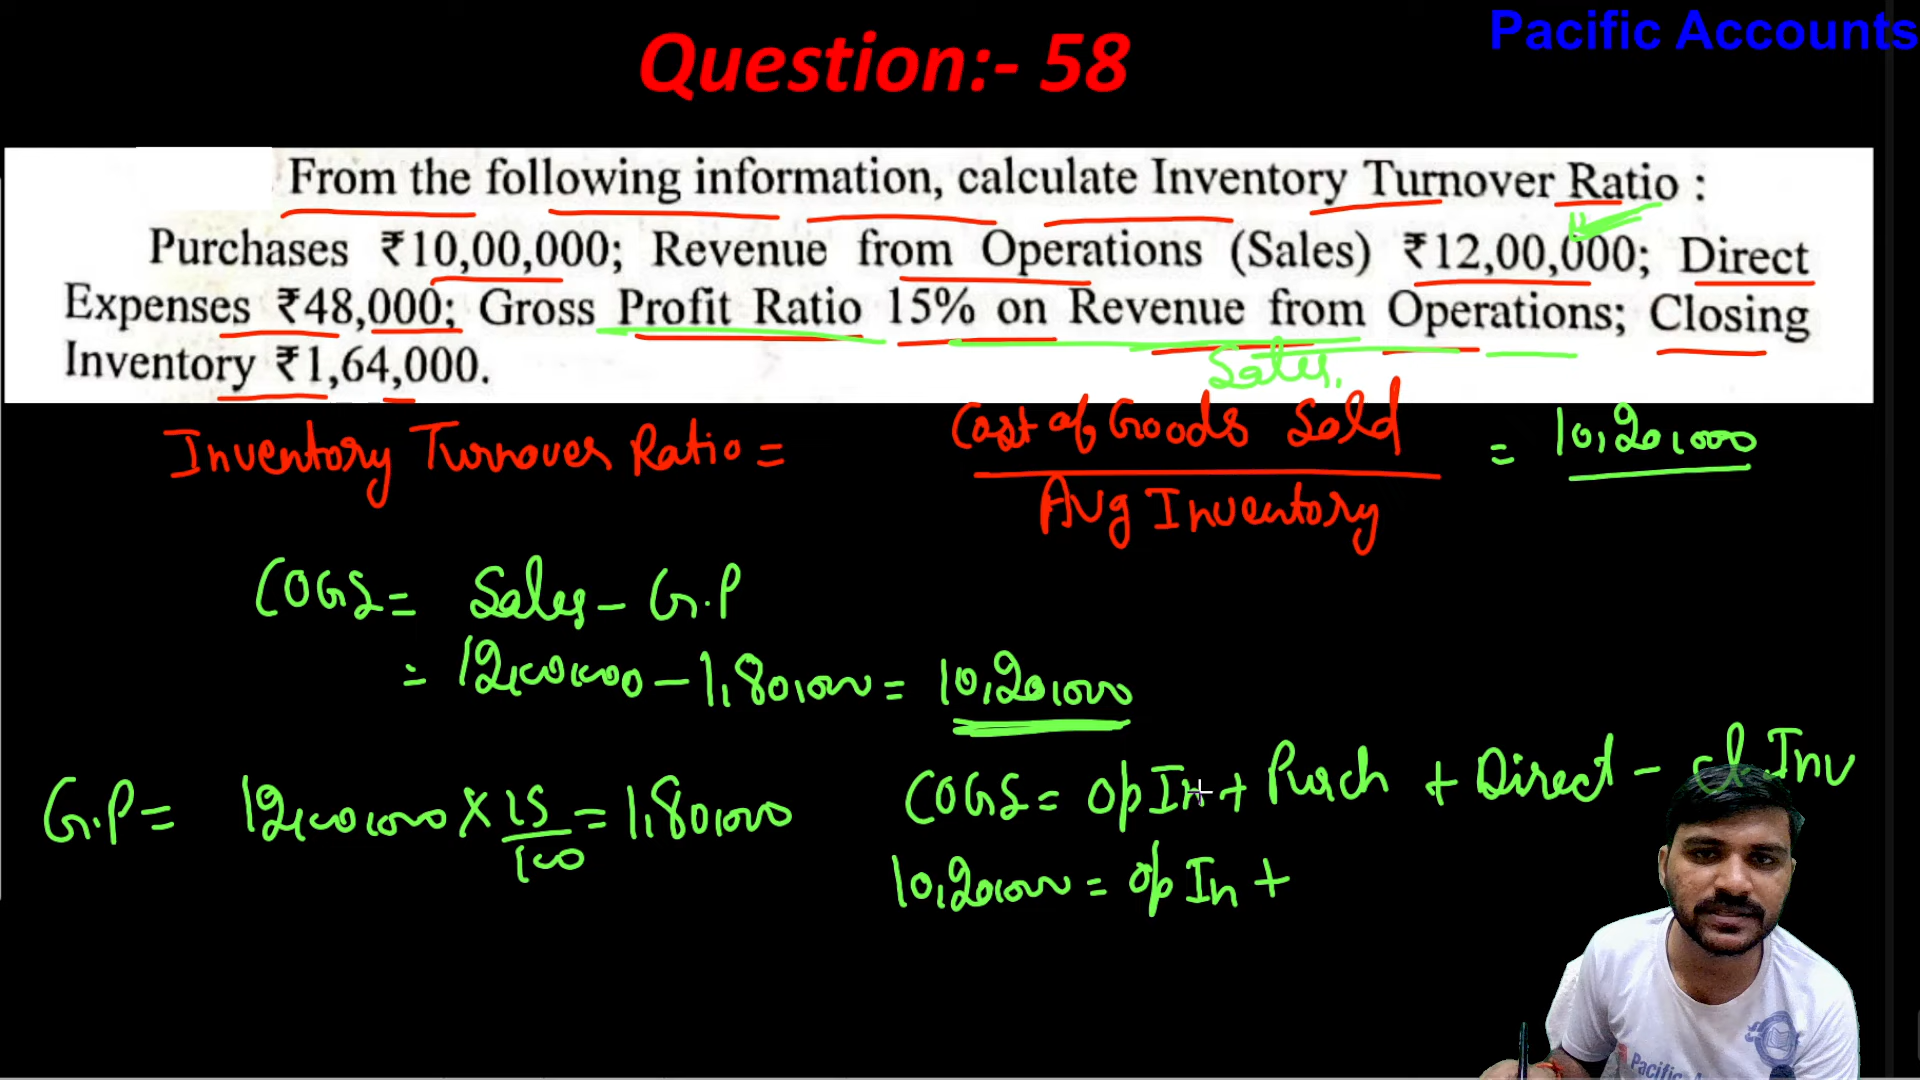 Pacific Accounts
Question:- 58
From the following information, calculate Inventory Turnover Ratio :
Purchases ₹10,00,000; Revenue from Operations (Sales) ₹12,00,000; Direct
Expenses ₹48,000; Gross Profit Ratio 15% on Revenue from Operations; Closing
Inventory ₹1,64,000.
Sales.
Inventory Turnover Ratio = Cost of Goods Sold = 10,20,000
Avg Inventory
COGS = Sales - G.P
= 12,00,000 - 1,80,000 = 10,20,000
G.P = 12,00,000 × 15 = 1,80,000
100
COGS = Op In + Purch + Direct - Cl. Inv
10,20,000 = Op In +
Pacific